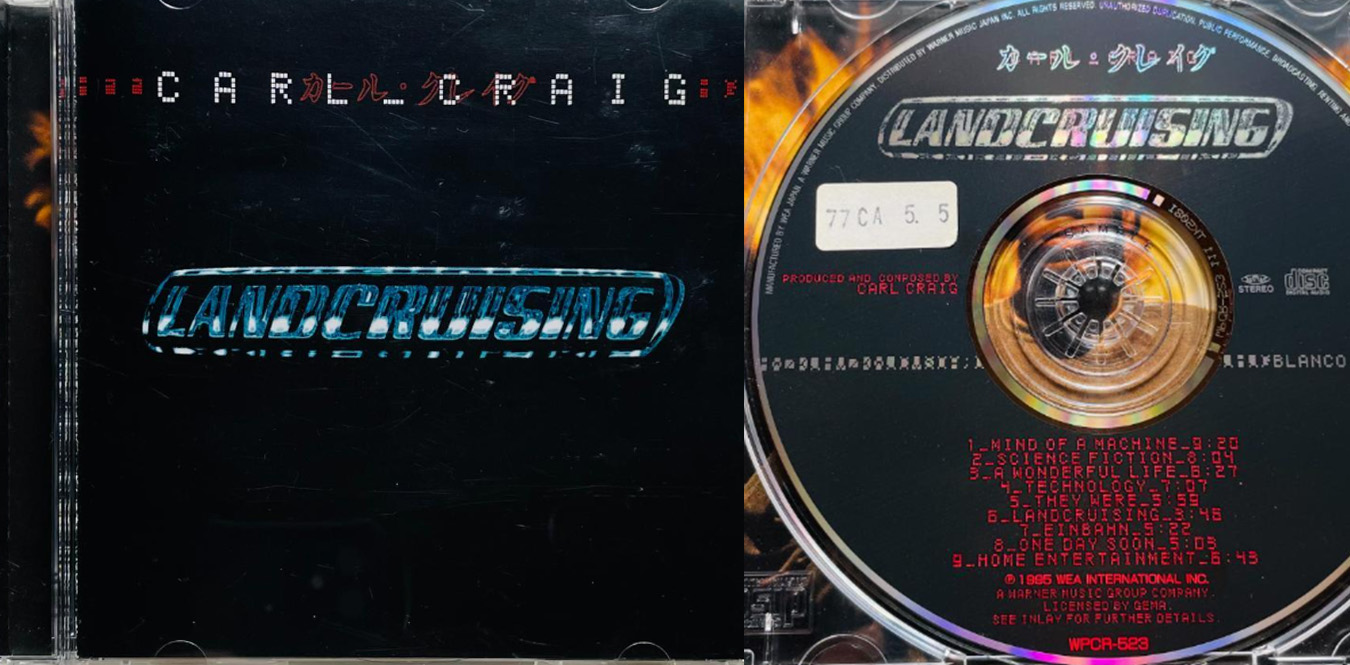 CARL_CRAIG
カール・クレイグ
LANDCRUISING
MANUFACTURED BY WEA JAPAN, A WARNER MUSIC GROUP COMPANY. DISTRIBUTED BY WARNER MUSIC JAPAN INC. ALL RIGHTS RESERVED. UNAUTHORIZED DUPLICATION, PUBLIC PERFORMANCE, BROADCASTING, RENTING
カール・クレイグ
LANDCRUISING
77CA 5. 5
PRODUCED AND COMPOSED BY
CARL CRAIG
STEREO
COMPACT
disc
DIGITAL AUDIO
BLANCO
1_MIND OF A MACHINE_9:20
2_SCIENCE FICTION_8:04
3_A WONDERFUL LIFE_6:27
4_TECHNOLOGY_7:07
5_THEY WERE_5:59
6_LANDCRUISING_3:46
7_EINBAHN_5:22
8_ONE DAY SOON_5:03
9_HOME ENTERTAINMENT_6:43
℗1995 WEA INTERNATIONAL INC.
A WARNER MUSIC GROUP COMPANY.
LICENSED BY GEMA.
SEE INLAY FOR FURTHER DETAILS.
WPCR-523